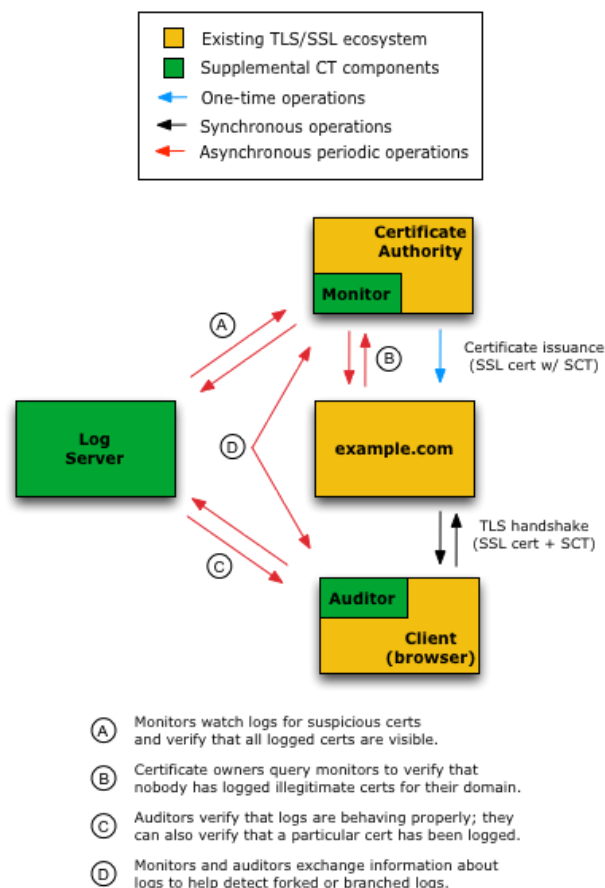 Existing TLS/SSL ecosystem
Supplemental CT components
One-time operations
Synchronous operations
Asynchronous periodic operations
Certificate
Authority
Monitor
A
B
Certificate issuance
(SSL cert w/ SCT)
Log
Server
D
example.com
TLS handshake
(SSL cert + SCT)
C
Auditor
Client
(browser)
A Monitors watch logs for suspicious certs
and verify that all logged certs are visible.
B Certificate owners query monitors to verify that
nobody has logged illegitimate certs for their domain.
C Auditors verify that logs are behaving properly; they
can also verify that a particular cert has been logged.
D Monitors and auditors exchange information about
logs to help detect forked or branched logs.